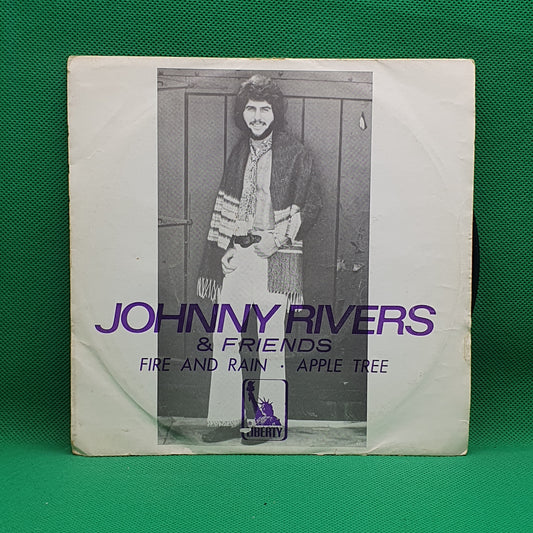 JOHNNY RIVERS
& FRIENDS
FIRE AND RAIN · APPLE TREE
LIBERTY